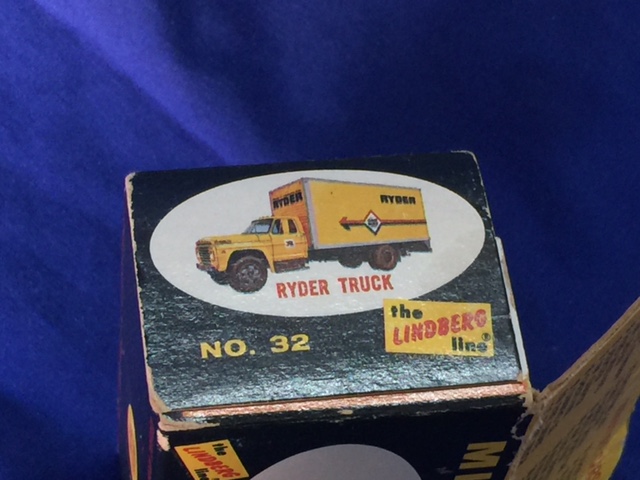 RYDER
RYDER
RYDER TRUCK
the
LINDBERG
line®
NO. 32
the
LINDBERG
line